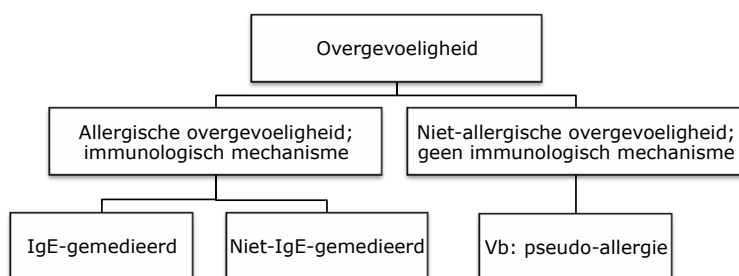 Overgevoeligheid
Allergische overgevoeligheid;
immunologisch mechanisme
Niet-allergische overgevoeligheid;
geen immunologisch mechanisme
IgE-gemedieerd
Niet-IgE-gemedieerd
Vb: pseudo-allergie